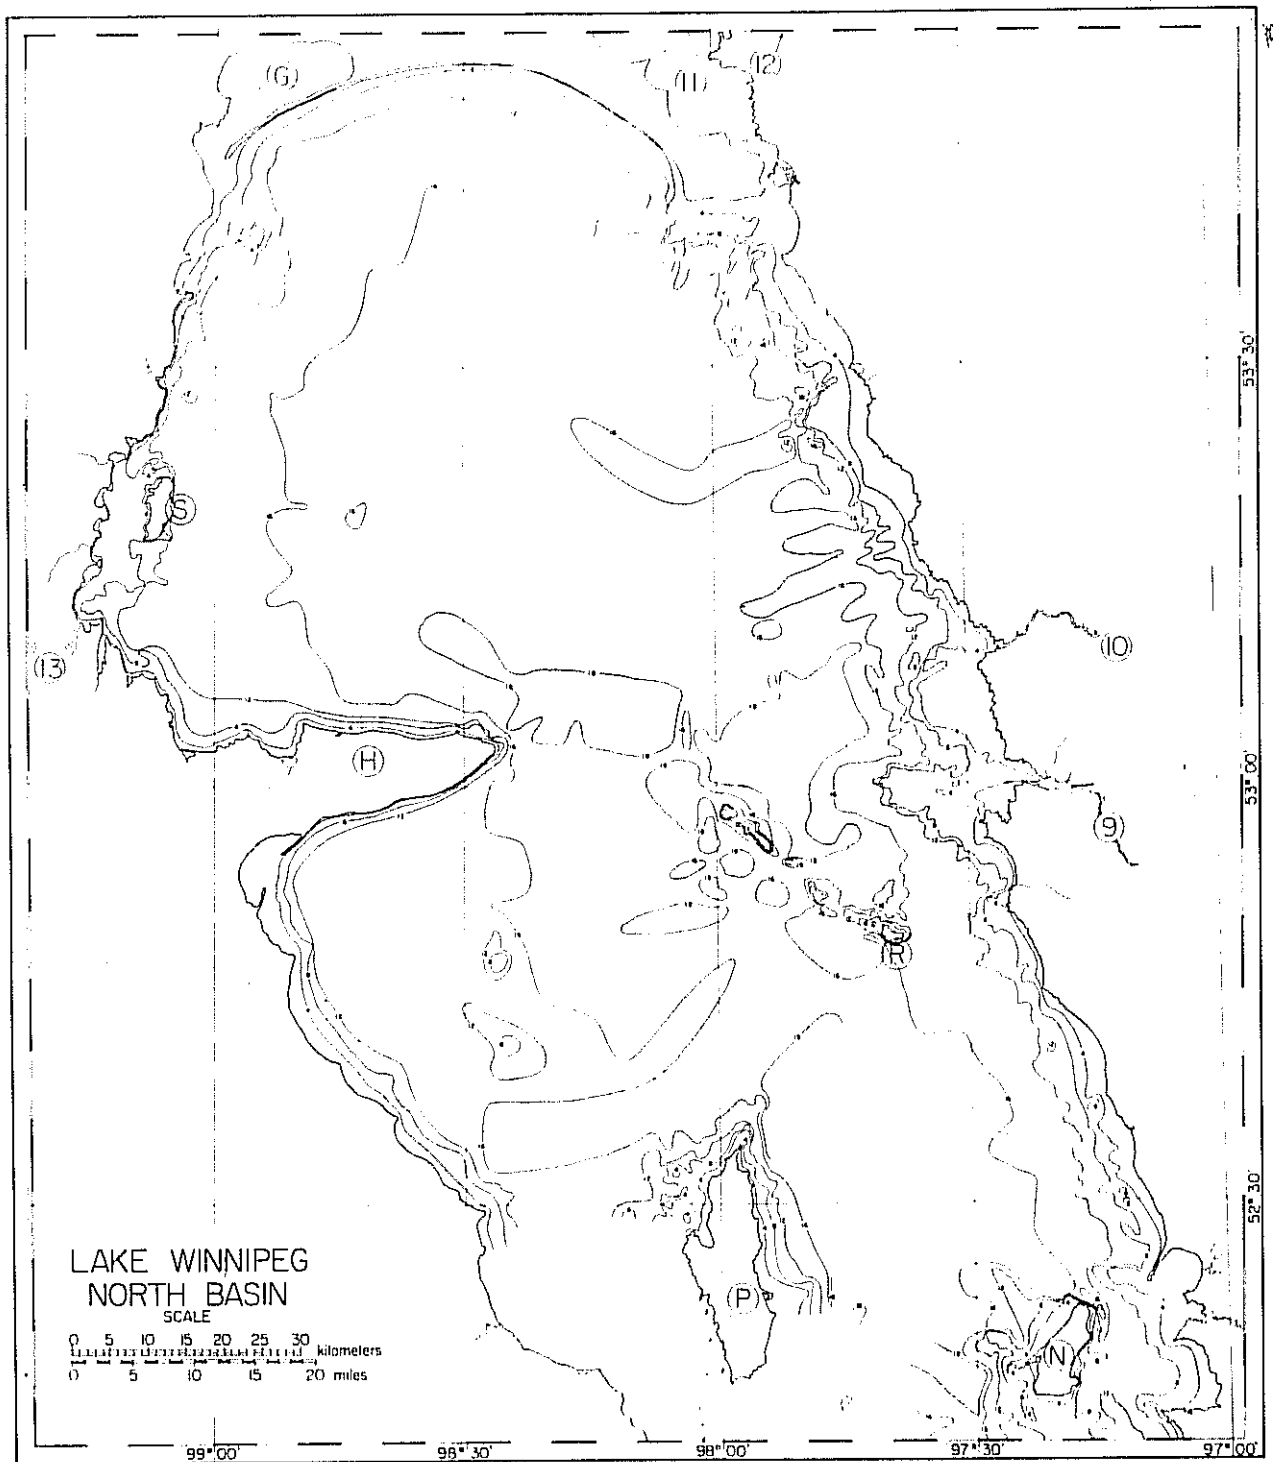 (G)
(11)
(12)
53° 30'
(S)
(13)
(10)
(H)
53° 00'
(9)
(R)
52° 30'
LAKE WINNIPEG
NORTH BASIN
SCALE
0 5 10 15 20 25 30 kilometers
0 5 10 15 20 miles
(P)
(N)
99°00' 98°30' 98°00' 97°30' 97°00'